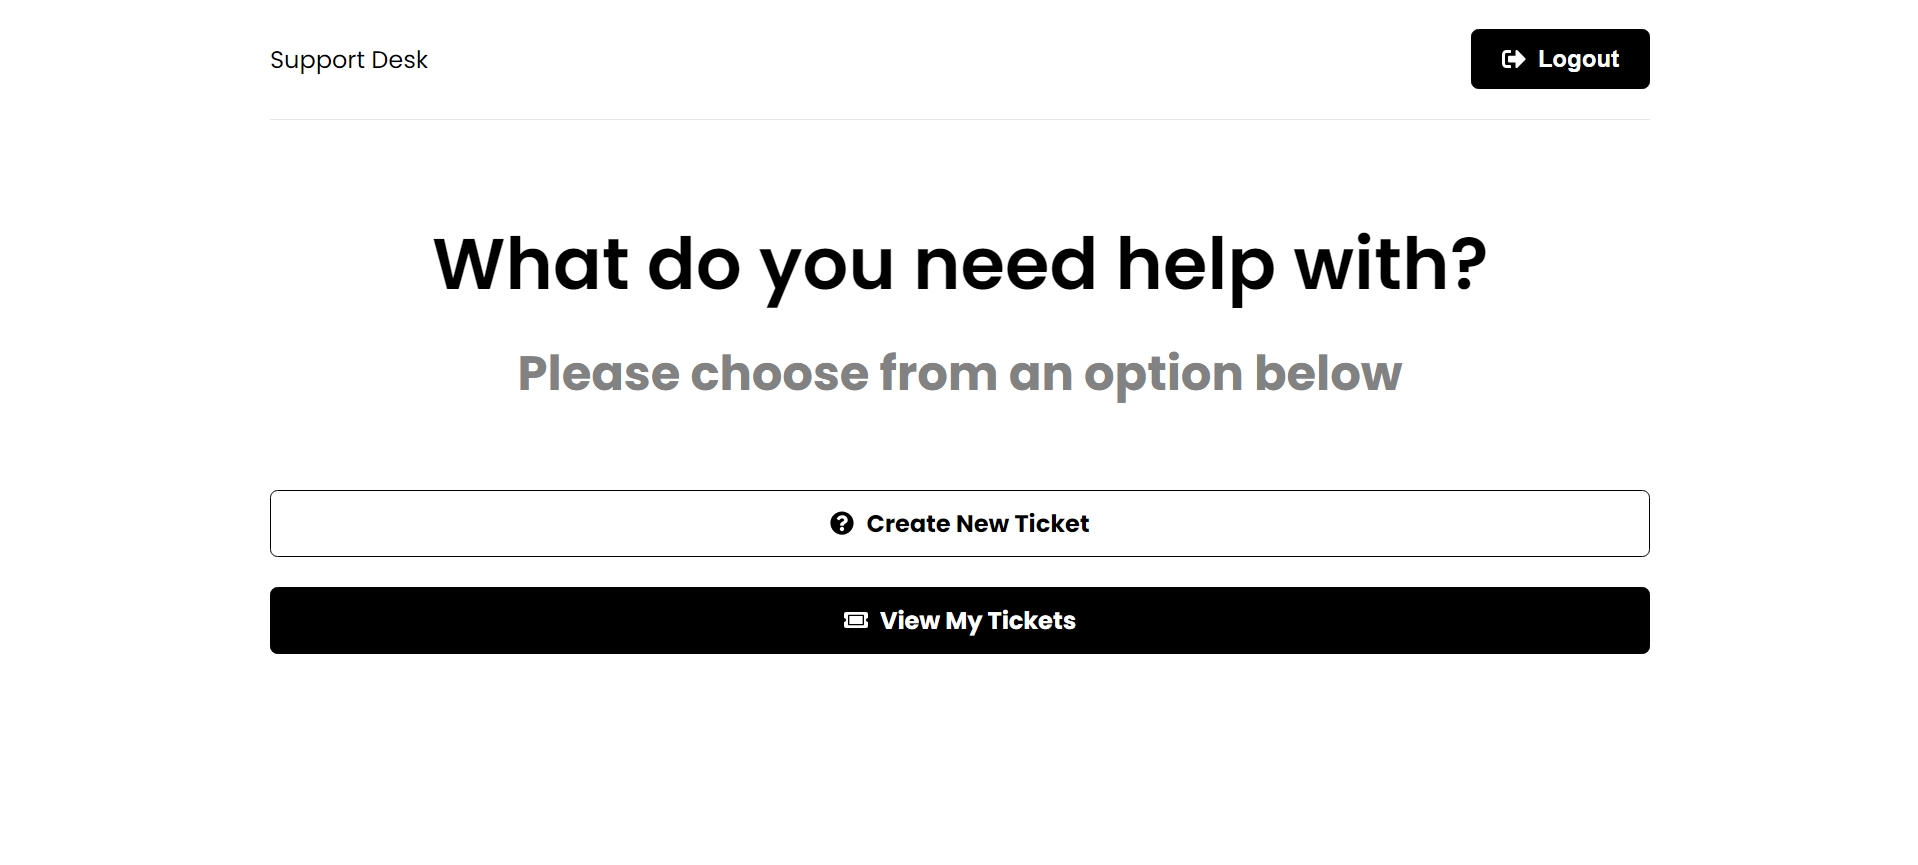 Support Desk
Logout
What do you need help with?
Please choose from an option below
Create New Ticket
View My Tickets